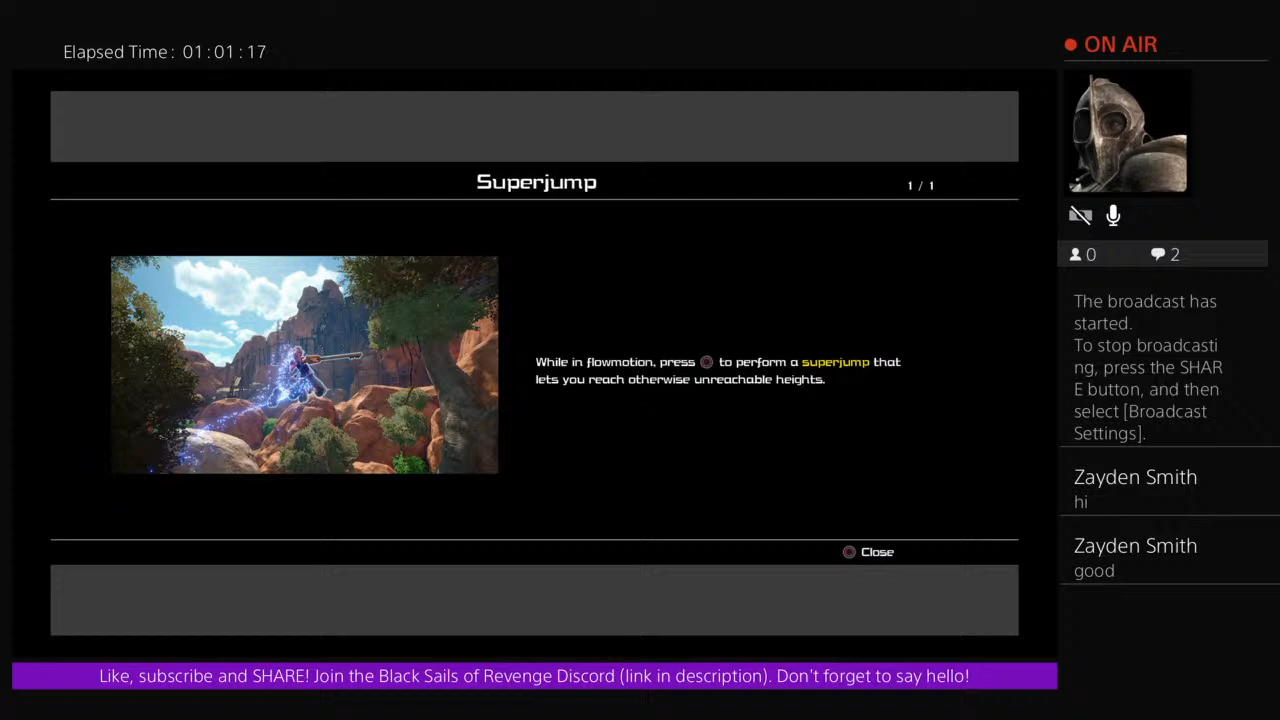 Elapsed Time: 01:01:17
ON AIR
Superjump
1 / 1
0
2
The broadcast has
started.
To stop broadcasti
ng, press the SHAR
E button, and then
select [Broadcast
Settings].
While in flowmotion, press to perform a superjump that
lets you reach otherwise unreachable heights.
Zayden Smith
hi
Zayden Smith
good
Close
Like, subscribe and SHARE! Join the Black Sails of Revenge Discord (link in description). Don't forget to say hello!